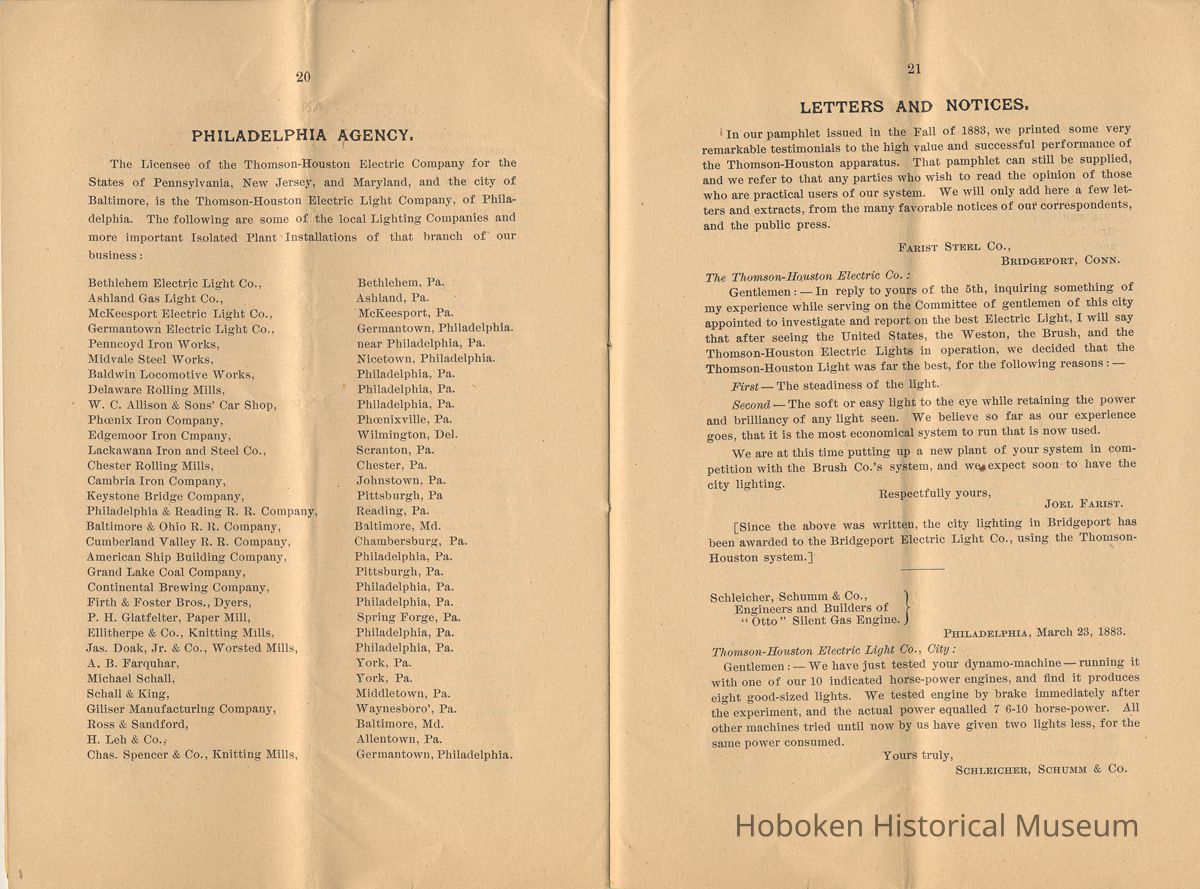 20
PHILADELPHIA AGENCY.
The Licensee of the Thomson-Houston Electric Company for the
States of Pennsylvania, New Jersey, and Maryland, and the city of
Baltimore, is the Thomson-Houston Electric Light Company, of Phila-
delphia. The following are some of the local Lighting Companies and
more important Isolated Plant Installations of that branch of our
business:
Bethlehem Electric Light Co., Bethlehem, Pa.
Ashland Gas Light Co., Ashland, Pa.
McKeesport Electric Light Co., McKeesport, Pa.
Germantown Electric Light Co., Germantown, Philadelphia.
Penncoyd Iron Works, near Philadelphia, Pa.
Midvale Steel Works, Nicetown, Philadelphia.
Baldwin Locomotive Works, Philadelphia, Pa.
Delaware Rolling Mills, Philadelphia, Pa.
W. C. Allison & Sons' Car Shop, Philadelphia, Pa.
Phœnix Iron Company, Phœnixville, Pa.
Edgemoor Iron Cmpany, Wilmington, Del.
Lackawana Iron and Steel Co., Scranton, Pa.
Chester Rolling Mills, Chester, Pa.
Cambria Iron Company, Johnstown, Pa.
Keystone Bridge Company, Pittsburgh, Pa
Philadelphia & Reading R. R. Company, Reading, Pa.
Baltimore & Ohio R. R. Company, Baltimore, Md.
Cumberland Valley R. R. Company, Chambersburg, Pa.
American Ship Building Company, Philadelphia, Pa.
Grand Lake Coal Company, Pittsburgh, Pa.
Continental Brewing Company, Philadelphia, Pa.
Firth & Foster Bros., Dyers, Philadelphia, Pa.
P. H. Glatfelter, Paper Mill, Spring Forge, Pa.
Ellitherpe & Co., Knitting Mills, Philadelphia, Pa.
Jas. Doak, Jr. & Co., Worsted Mills, Philadelphia, Pa.
A. B. Farquhar, York, Pa.
Michael Schall, York, Pa.
Schall & King, Middletown, Pa.
Giliser Manufacturing Company, Waynesboro', Pa.
Ross & Sandford, Baltimore, Md.
H. Leh & Co., Allentown, Pa.
Chas. Spencer & Co., Knitting Mills, Germantown, Philadelphia.
21
LETTERS AND NOTICES.
In our pamphlet issued in the Fall of 1883, we printed some very
remarkable testimonials to the high value and successful performance of
the Thomson-Houston apparatus. That pamphlet can still be supplied,
and we refer to that any parties who wish to read the opinion of those
who are practical users of our system. We will only add here a few let-
ters and extracts, from the many favorable notices of our correspondents,
and the public press.
FARIST STEEL CO.,
BRIDGEPORT, CONN.
The Thomson-Houston Electric Co.:
Gentlemen: — In reply to yours of the 5th, inquiring something of
my experience while serving on the Committee of gentlemen of this city
appointed to investigate and report on the best Electric Light, I will say
that after seeing the United States, the Weston, the Brush, and the
Thomson-Houston Electric Lights in operation, we decided that the
Thomson-Houston Light was far the best, for the following reasons: —
First — The steadiness of the light.
Second — The soft or easy light to the eye while retaining the power
and brilliancy of any light seen. We believe so far as our experience
goes, that it is the most economical system to run that is now used.
We are at this time putting up a new plant of your system in com-
petition with the Brush Co.'s system, and we expect soon to have the
city lighting.
Respectfully yours,
JOEL FARIST.
[Since the above was written, the city lighting in Bridgeport has
been awarded to the Bridgeport Electric Light Co., using the Thomson-
Houston system.]
Schleicher, Schumm & Co.,
Engineers and Builders of
"Otto" Silent Gas Engine.
PHILADELPHIA, March 23, 1883.
Thomson-Houston Electric Light Co., City:
Gentlemen: — We have just tested your dynamo-machine — running it
with one of our 10 indicated horse-power engines, and find it produces
eight good-sized lights. We tested engine by brake immediately after
the experiment, and the actual power equalled 7 6-10 horse-power. All
other machines tried until now by us have given two lights less, for the
same power consumed.
Yours truly,
SCHLEICHER, SCHUMM & CO.
Hoboken Historical Museum